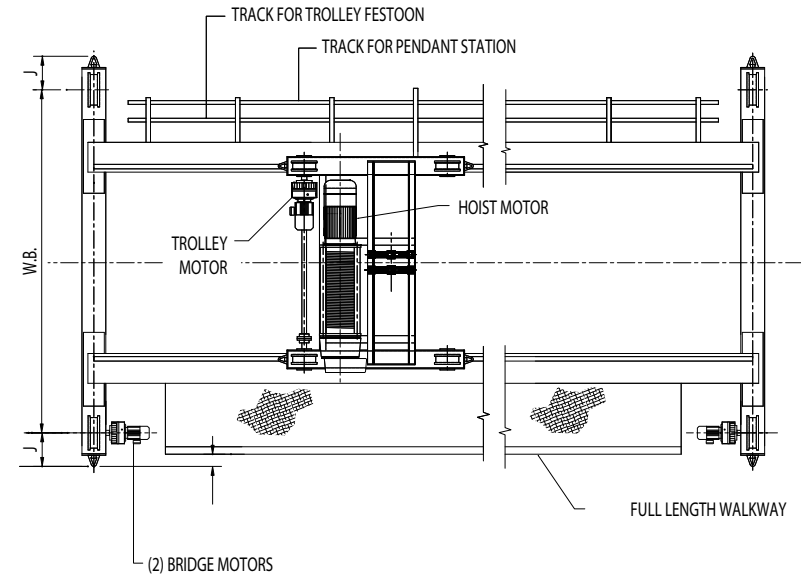 TRACK FOR TROLLEY FESTOON
TRACK FOR PENDANT STATION
J
W.B.
HOIST MOTOR
TROLLEY
MOTOR
J
FULL LENGTH WALKWAY
(2) BRIDGE MOTORS